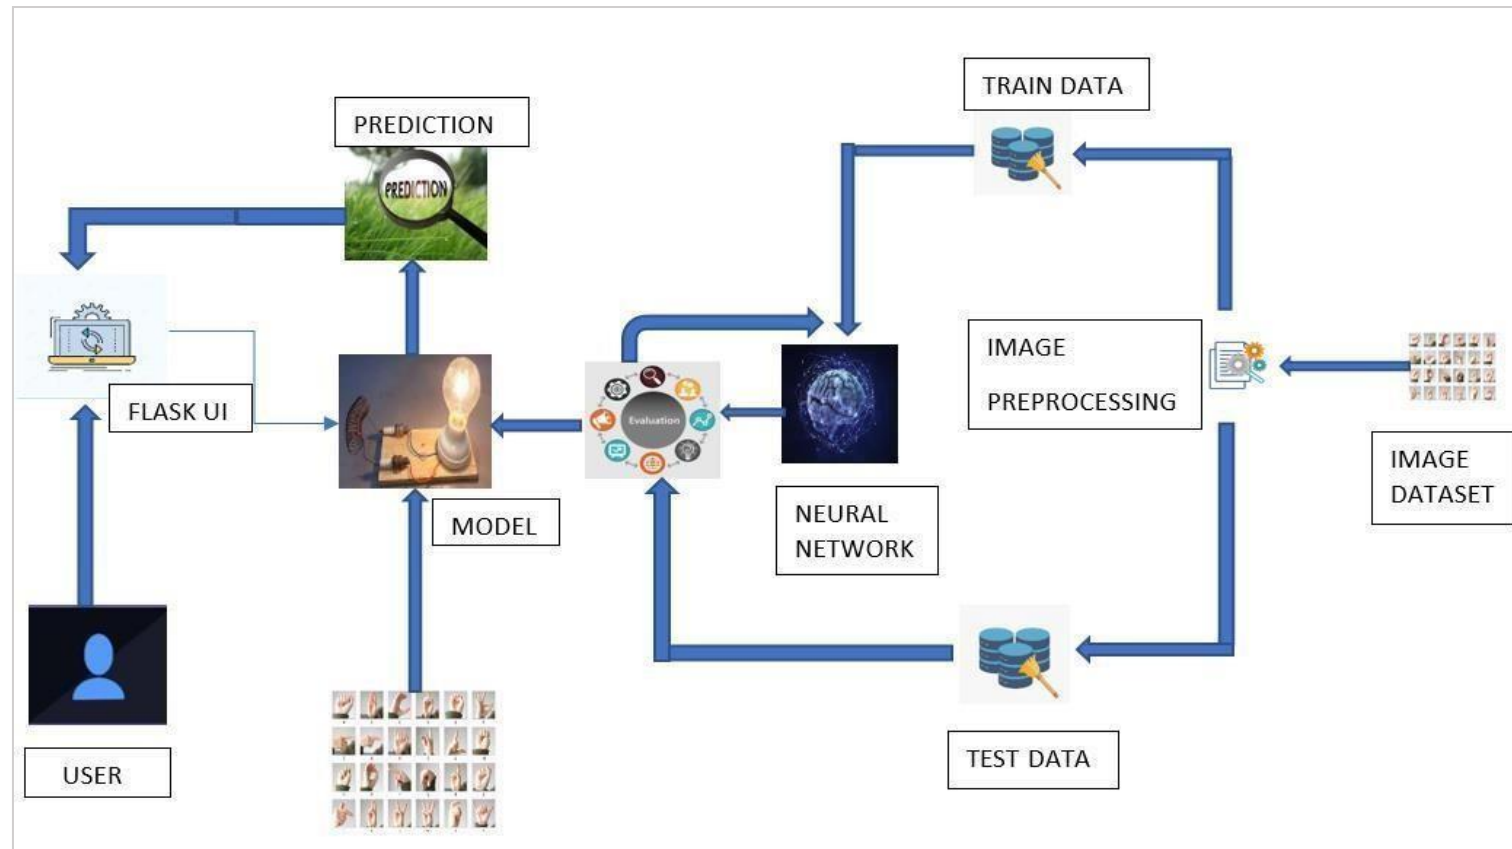 TRAIN DATA
PREDICTION
PREDICTION
IMAGE
PREPROCESSING
FLASK UI
Evaluation
IMAGE
DATASET
MODEL
NEURAL
NETWORK
TEST DATA
USER